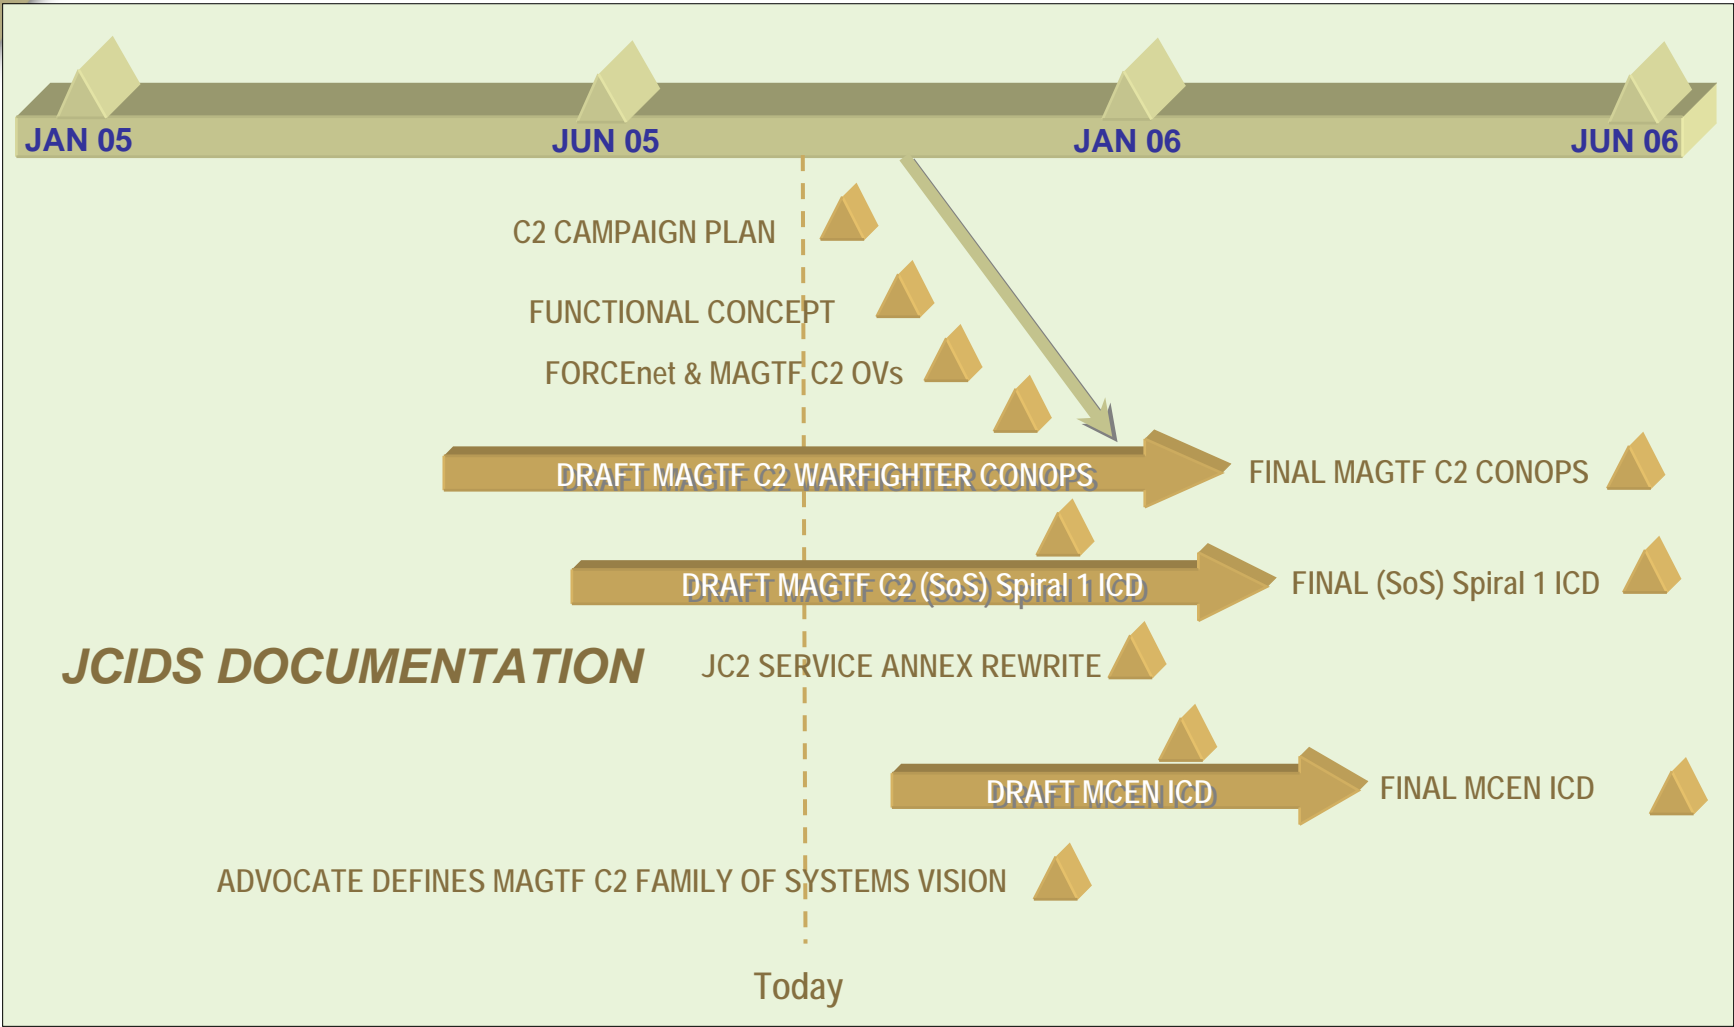 JAN 05
JUN 05
JAN 06
JUN 06
C2 CAMPAIGN PLAN
FUNCTIONAL CONCEPT
FORCEnet & MAGTF C2 OVs
DRAFT MAGTF C2 WARFIGHTER CONOPS
FINAL MAGTF C2 CONOPS
DRAFT MAGTF C2 (SoS) Spiral 1 ICD
FINAL (SoS) Spiral 1 ICD
JCIDS DOCUMENTATION
JC2 SERVICE ANNEX REWRITE
DRAFT MCEN ICD
FINAL MCEN ICD
ADVOCATE DEFINES MAGTF C2 FAMILY OF SYSTEMS VISION
Today